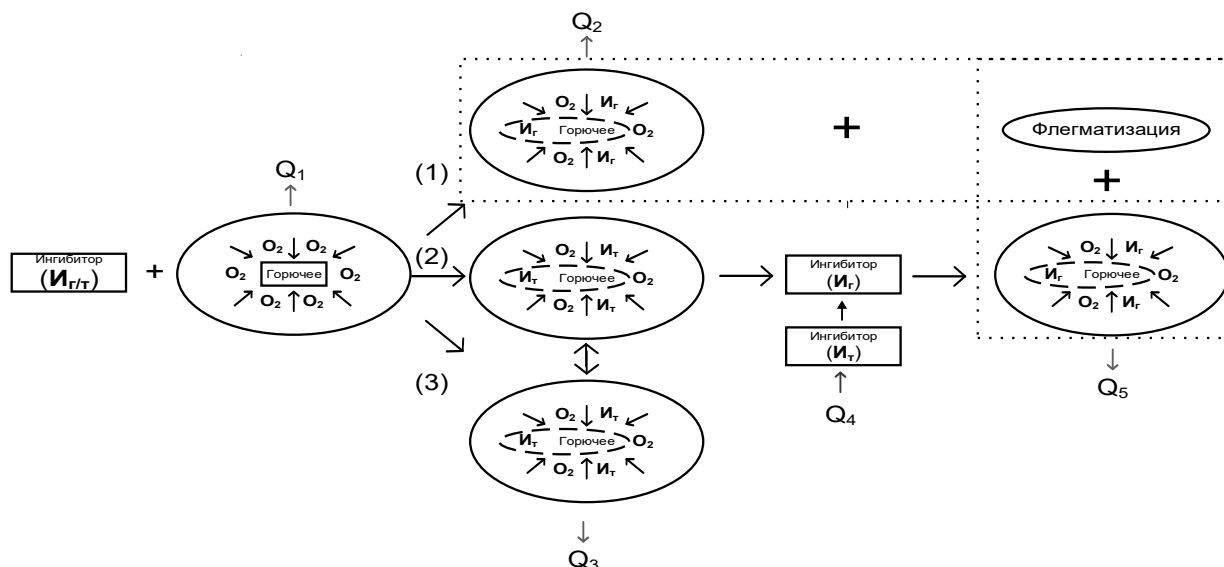 Ингибитор
(Иг/т)
+
Q1
O2 O2
O2 Горючее O2
O2 O2
(1)
(2)
(3)
Q2
O2 Иг
Иг Горючее O2
O2 Иг
+
Флегматизация
+
O2 Ит
Ит Горючее O2
O2 Ит
Ингибитор
(Иг)
Ингибитор
(Ит)
Q4
O2 Иг
Иг Горючее O2
O2 Иг
Q5
O2 Ит
Ит Горючее O2
O2 Ит
Q3